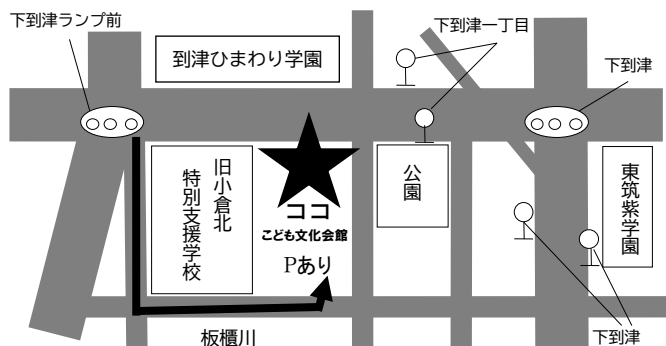 下到津ランプ前
下到津一丁目
到津ひまわり学園
下到津
旧小倉北
特別支援学校
ココ
こども文化会館
Pあり
公園
東筑紫学園
板櫃川
下到津